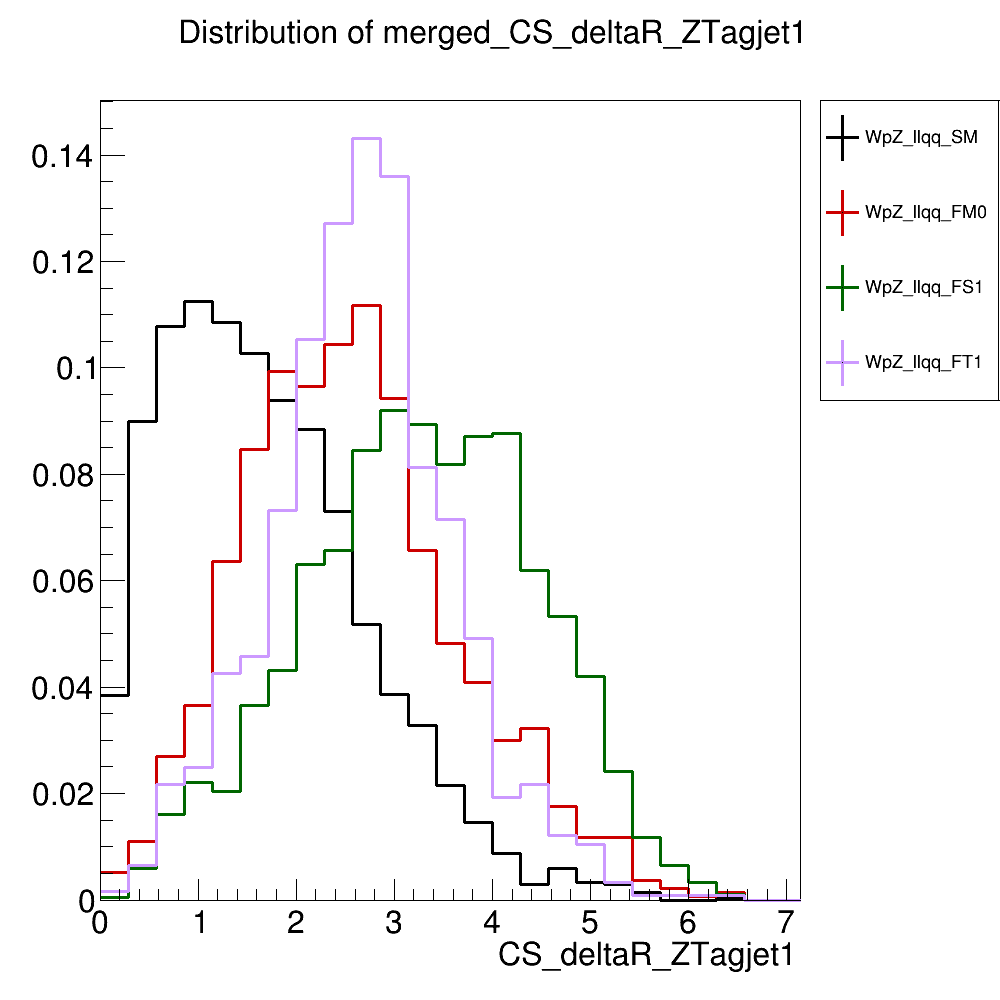 Distribution of merged_CS_deltaR_ZTagjet1
WpZ_llqq_SM
WpZ_llqq_FM0
WpZ_llqq_FS1
WpZ_llqq_FT1
0.14
0.12
0.1
0.08
0.06
0.04
0.02
0
0 1 2 3 4 5 6 7
CS_deltaR_ZTagjet1